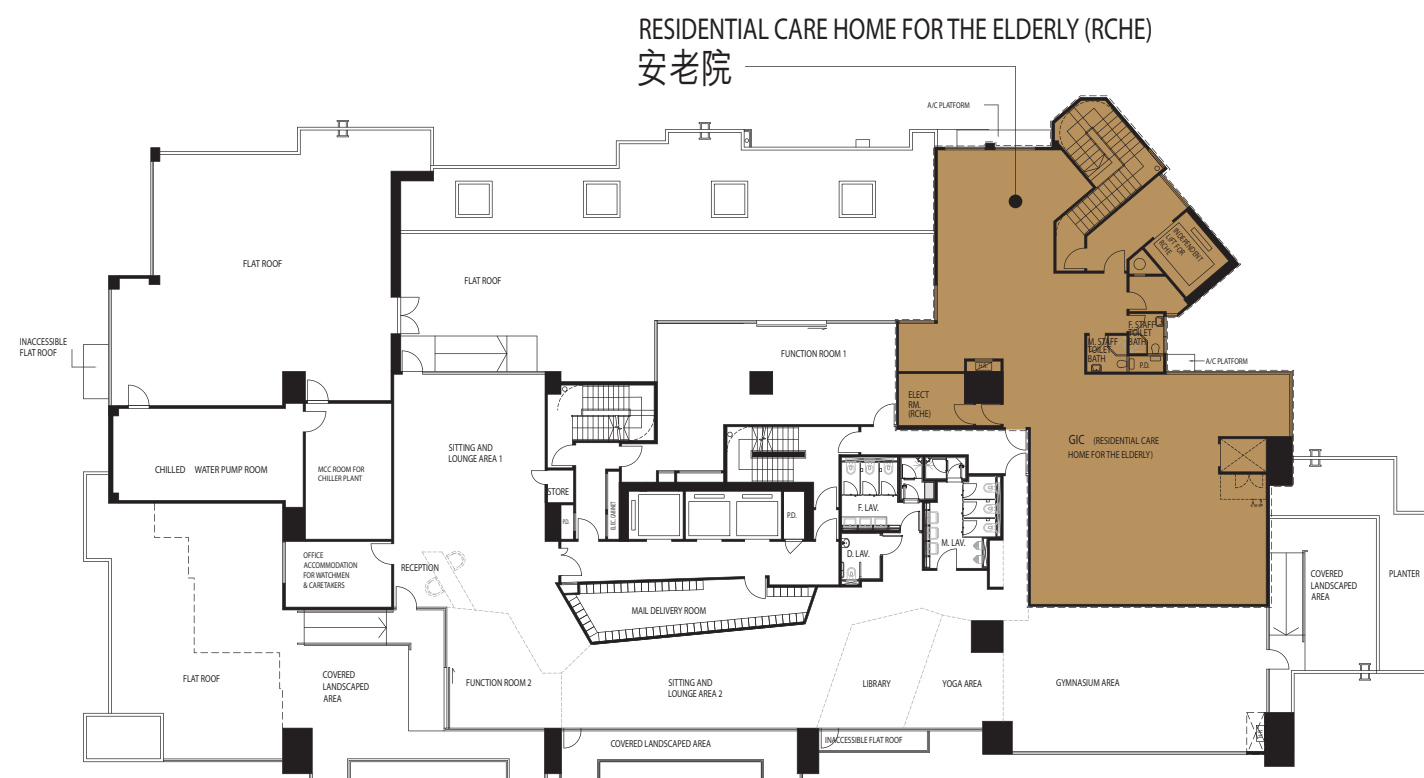 RESIDENTIAL CARE HOME FOR THE ELDERLY (RCHE)
安老院
A/C PLATFORM
FLAT ROOF
FLAT ROOF
INDEPENDENT
LIFT FOR
RCHE
INACCESSIBLE
FLAT ROOF
FUNCTION ROOM 1
F. STAFF
TOILET
BATH
M. STAFF
TOILET
BATH
P.D.
A/C PLATFORM
H.R.
ELECT
RM.
(RCHE)
GIC (RESIDENTIAL CARE
HOME FOR THE ELDERLY)
SITTING AND
LOUNGE AREA 1
CHILLED WATER PUMP ROOM
MCC ROOM FOR
CHILLER PLANT
STORE
P.D.
ELEC. CABINET
P.D.
F. LAV.
M. LAV.
D. LAV.
OFFICE
ACCOMMODATION
FOR WATCHMEN
& CARETAKERS
RECEPTION
MAIL DELIVERY ROOM
COVERED
LANDSCAPED
AREA
PLANTER
FLAT ROOF
COVERED
LANDSCAPED
AREA
FUNCTION ROOM 2
SITTING AND
LOUNGE AREA 2
LIBRARY
YOGA AREA
GYMNASIUM AREA
COVERED LANDSCAPED AREA
INACCESSIBLE FLAT ROOF